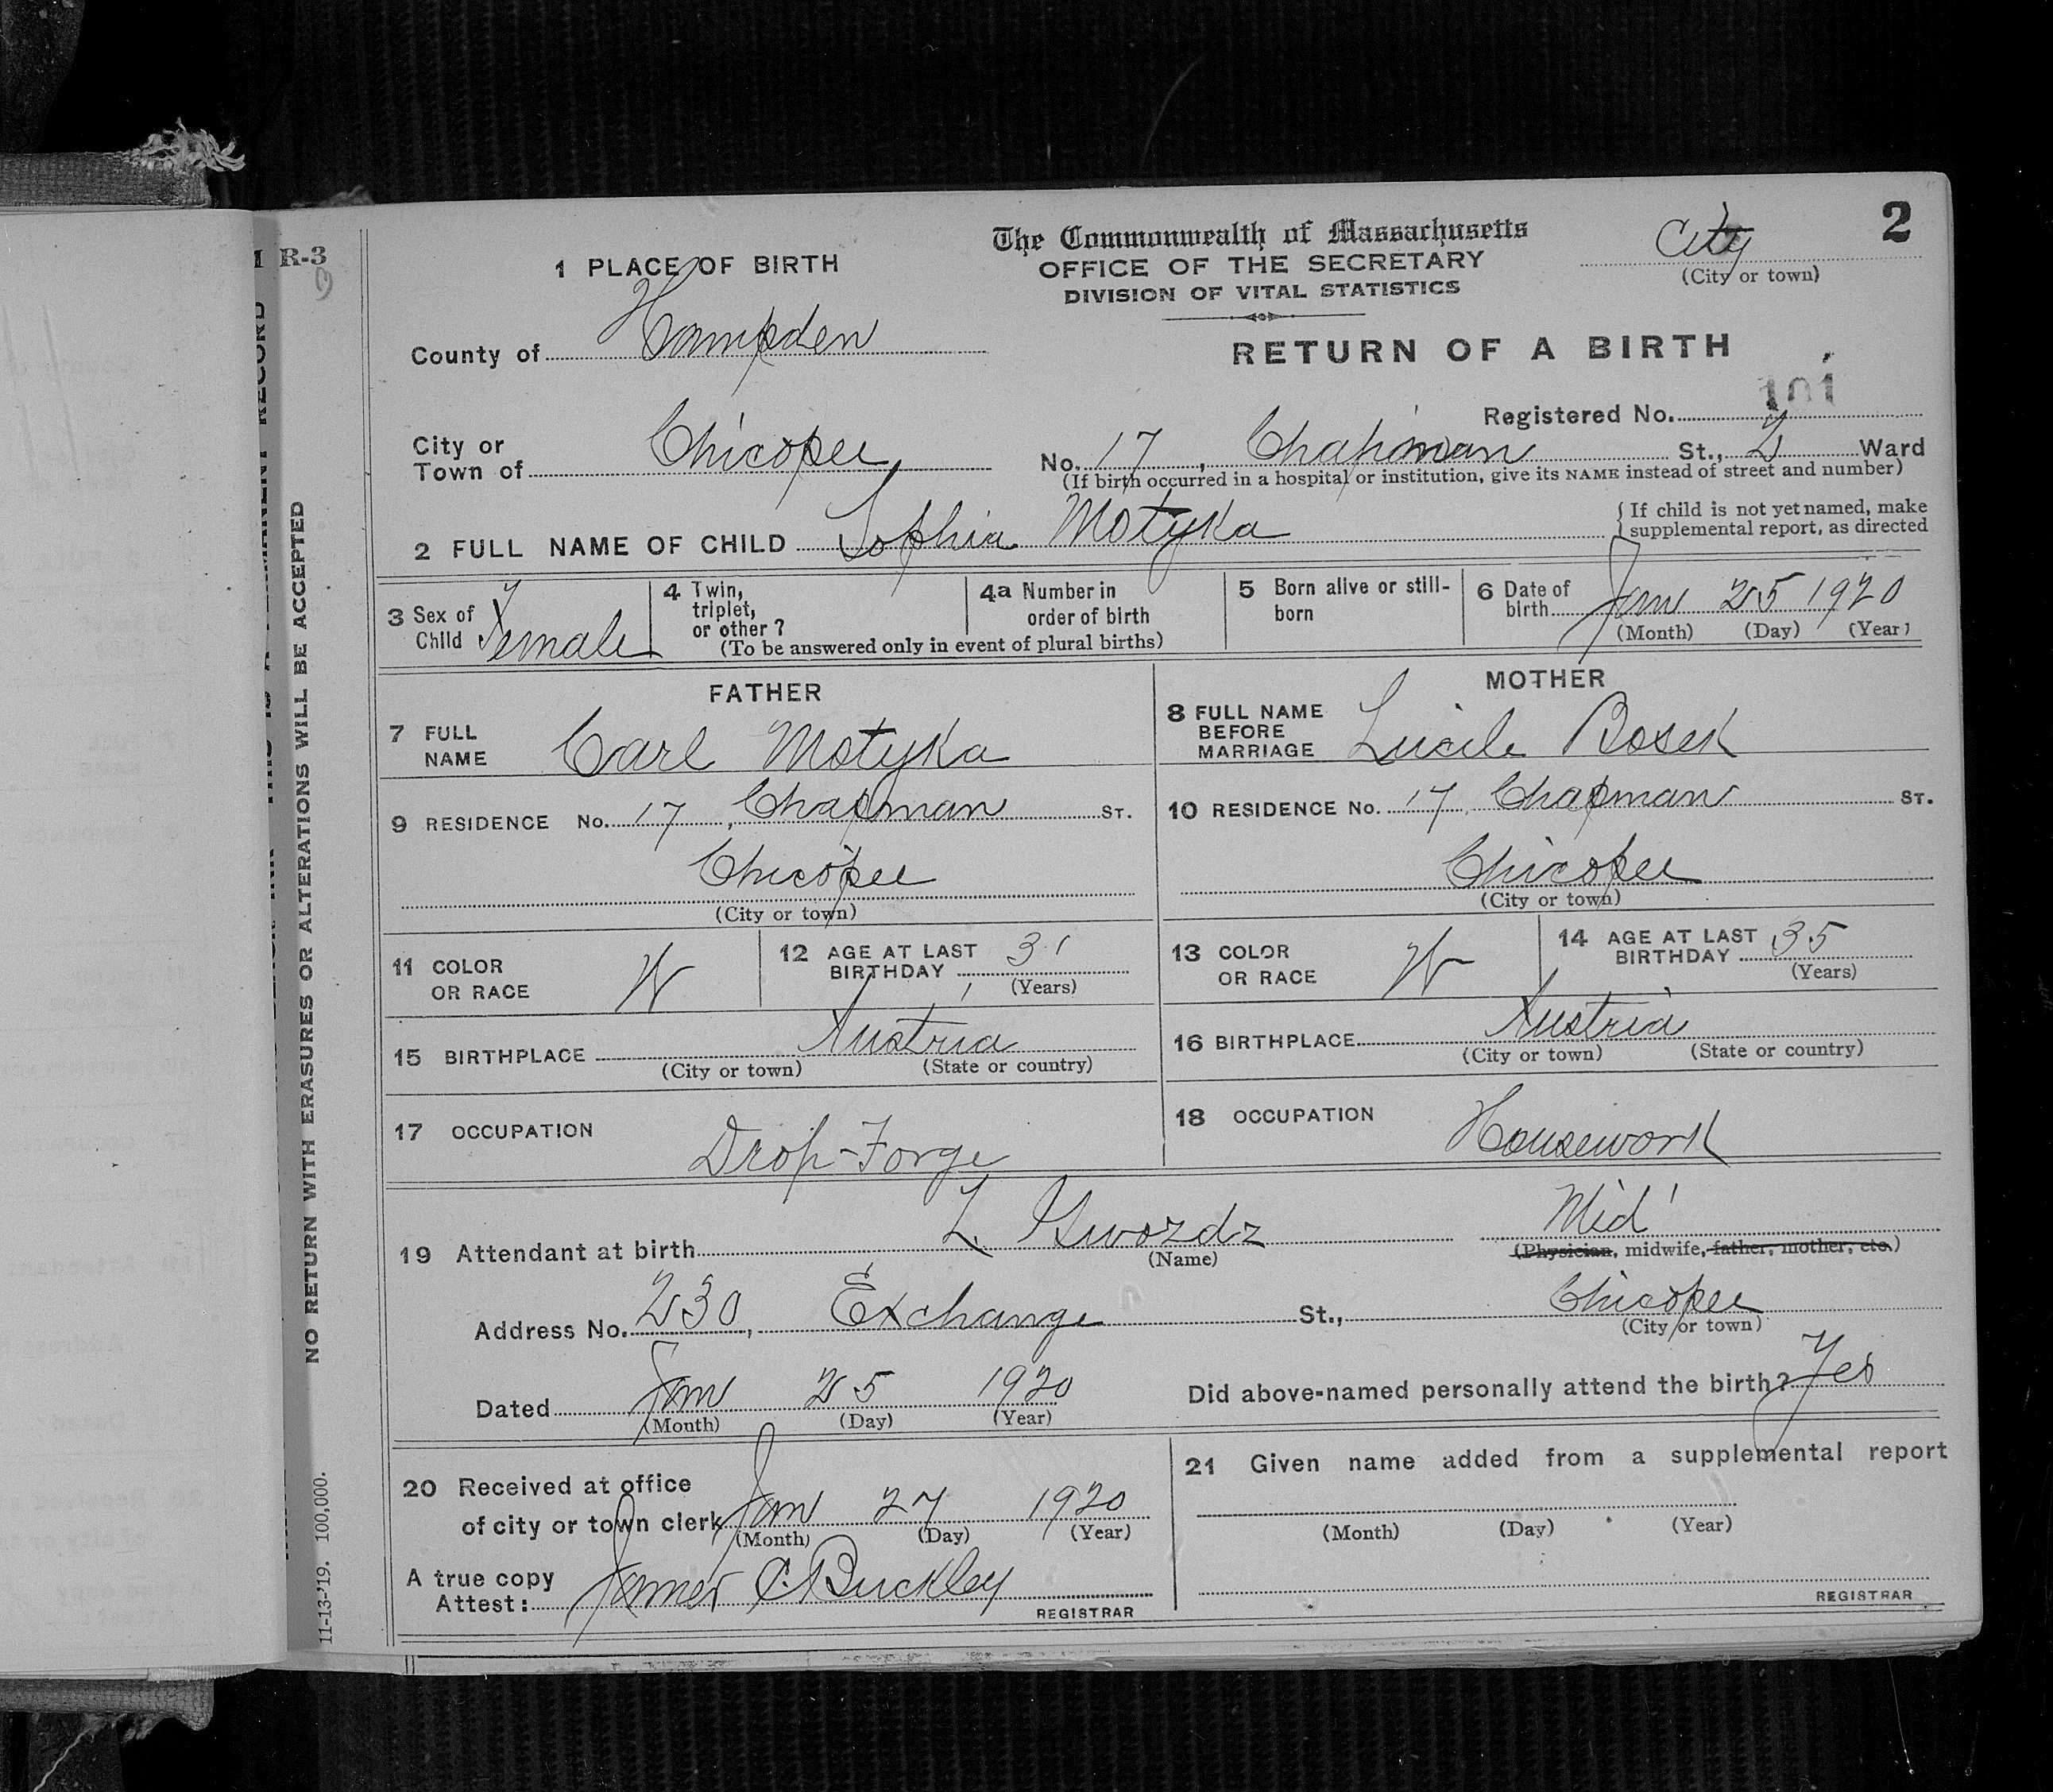 R-3
2
The Commonwealth of Massachusetts
OFFICE OF THE SECRETARY
DIVISION OF VITAL STATISTICS
City
(City or town)
1 PLACE OF BIRTH
County of Hampden
RETURN OF A BIRTH
Registered No. 101
City or Town of Chicopee,
No. 17, Chapman St., 2 Ward
(If birth occurred in a hospital or institution, give its NAME instead of street and number)
2 FULL NAME OF CHILD Sophia Motyka
{If child is not yet named, make
{supplemental report, as directed
3 Sex of Child Female
4 Twin, triplet, or other?
4a Number in order of birth
(To be answered only in event of plural births)
5 Born alive or still-born
6 Date of birth Jan 25 1920
(Month) (Day) (Year)
FATHER
7 FULL NAME Carl Motyka
9 RESIDENCE No. 17, Chapman ST.
Chicopee
(City or town)
11 COLOR OR RACE W
12 AGE AT LAST BIRTHDAY 31
(Years)
15 BIRTHPLACE Austria
(City or town) (State or country)
17 OCCUPATION Drop-Forge
MOTHER
8 FULL NAME BEFORE MARRIAGE Lucile Bosek
10 RESIDENCE No. 17, Chapman ST.
Chicopee
(City or town)
13 COLOR OR RACE W
14 AGE AT LAST BIRTHDAY 35
(Years)
16 BIRTHPLACE Austria
(City or town) (State or country)
18 OCCUPATION Housework
19 Attendant at birth L. Gwozdz Mid
(Name) (Physician, midwife, father, mother, etc.)
Address No. 230, Exchange St., Chicopee
(City or town)
Dated Jan 25 1920
(Month) (Day) (Year)
Did above-named personally attend the birth? Yes
20 Received at office
of city or town clerk Jan 27 1920
(Month) (Day) (Year)
A true copy
Attest: James C. Buckley
REGISTRAR
21 Given name added from a supplemental report
(Month) (Day) (Year)
REGISTRAR
NO RETURN WITH ERASURES OR ALTERATIONS WILL BE ACCEPTED
11-13-'19. 100,000.